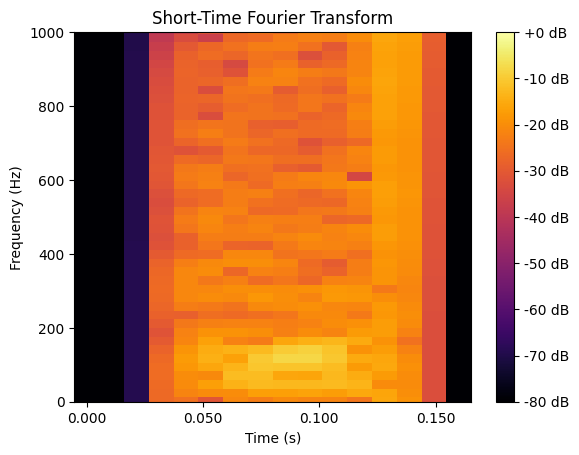 Short-Time Fourier Transform
1000
800
600
400
200
0
Frequency (Hz)
0.000
0.050
0.100
0.150
Time (s)
+0 dB
-10 dB
-20 dB
-30 dB
-40 dB
-50 dB
-60 dB
-70 dB
-80 dB